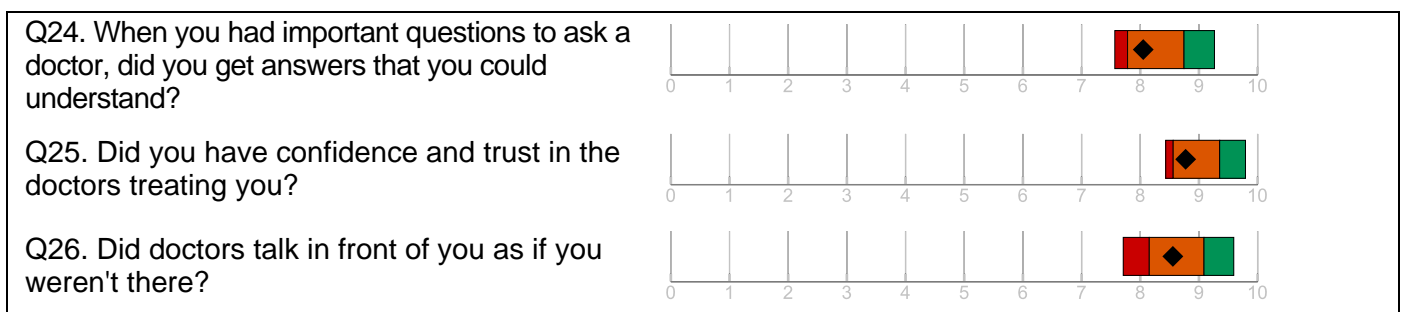 Q24. When you had important questions to ask a
doctor, did you get answers that you could
understand?
0 1 2 3 4 5 6 7 8 9 10
Q25. Did you have confidence and trust in the
doctors treating you?
0 1 2 3 4 5 6 7 8 9 10
Q26. Did doctors talk in front of you as if you
weren't there?
0 1 2 3 4 5 6 7 8 9 10